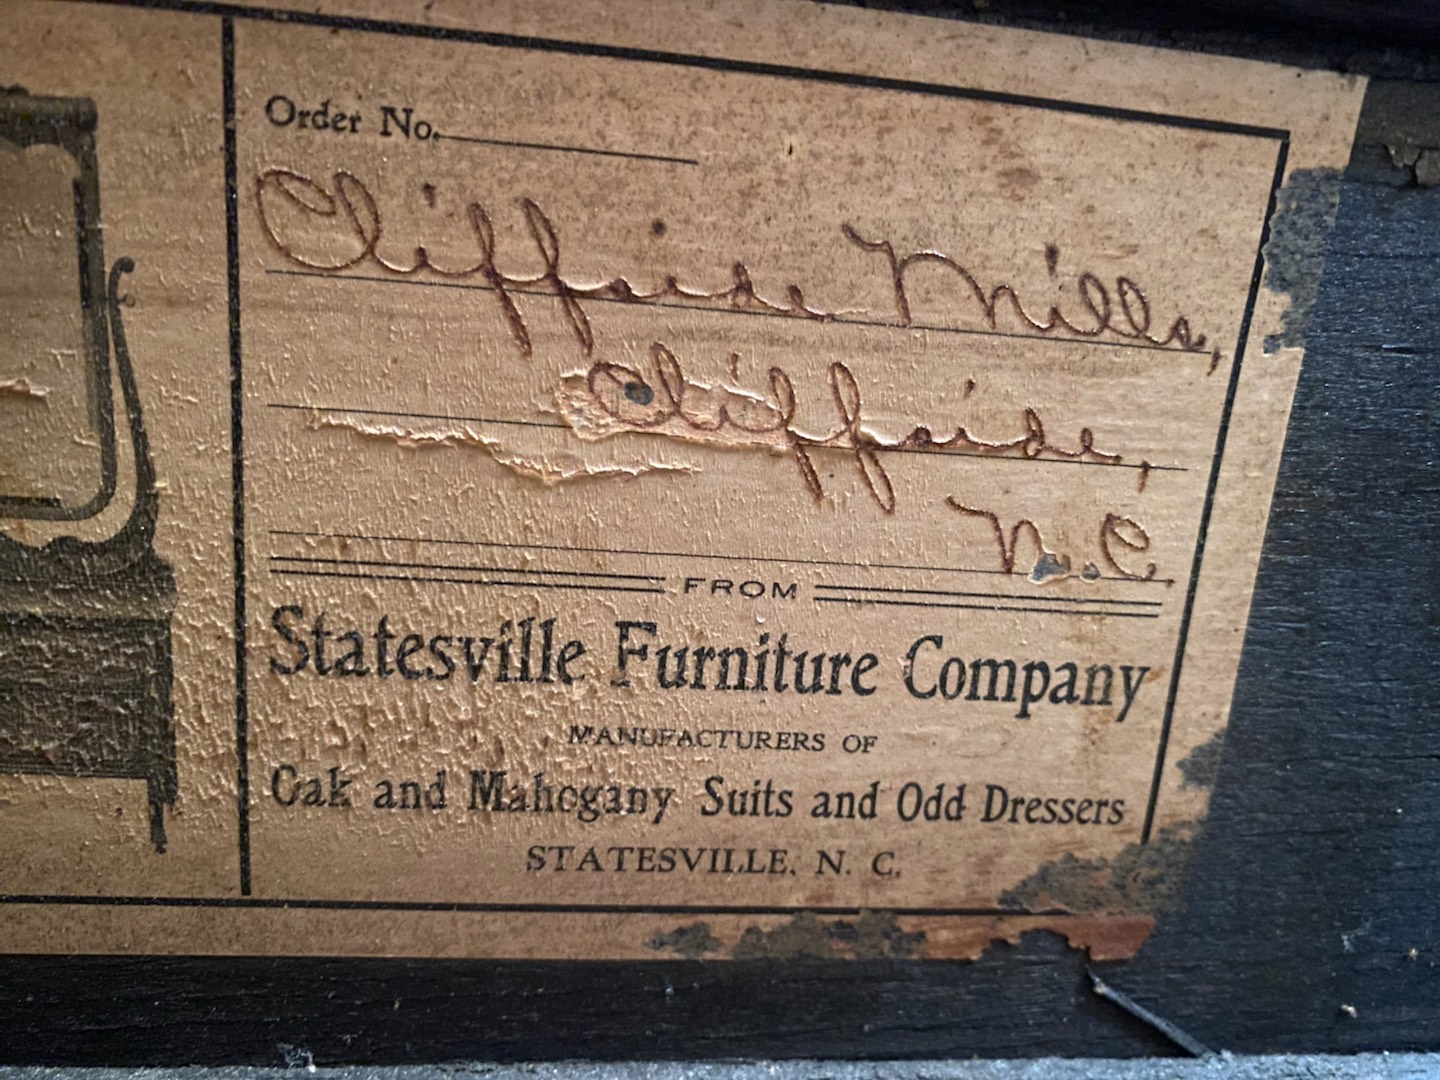 Order No.
Cliffside Mills,
Cliffside,
N.C.
FROM
Statesville Furniture Company
MANUFACTURERS OF
Oak and Mahogany Suits and Odd Dressers
STATESVILLE, N. C.